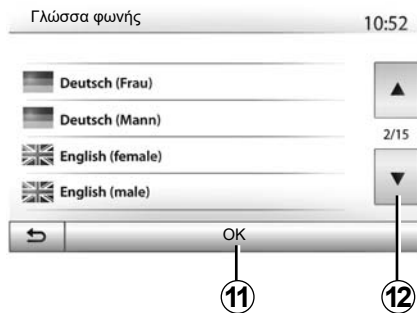 Γλώσσα φωνής
10:52
Deutsch (Frau)
Deutsch (Mann)
2/15
English (female)
English (male)
OK
11
12